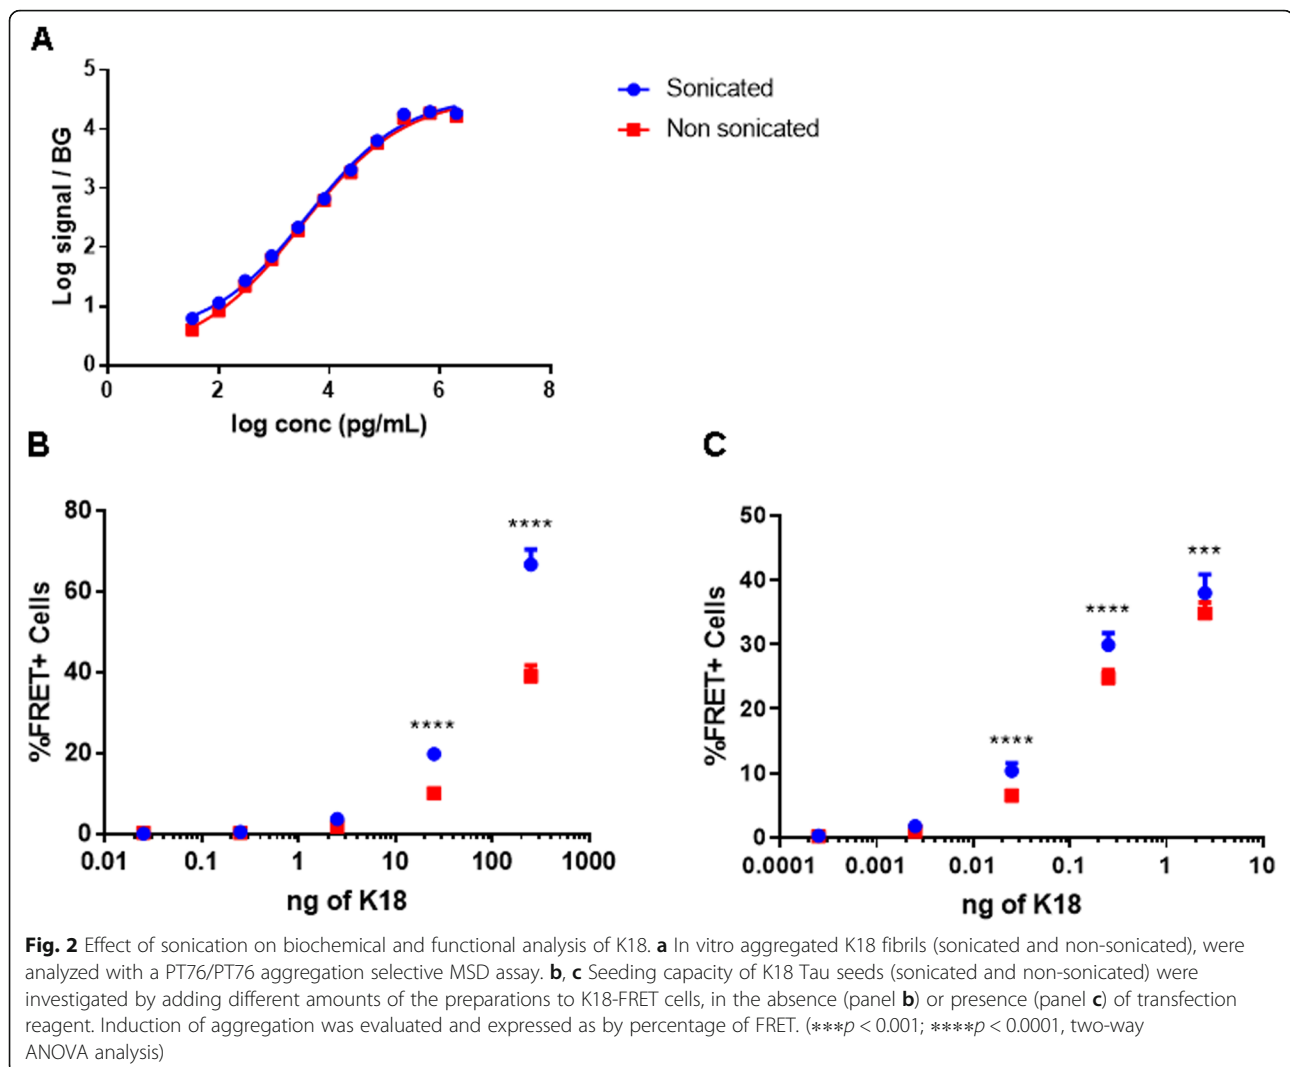 A
5
4
3
2
1
0
0 2 4 6 8
Log signal / BG
log conc (pg/mL)
Sonicated
Non sonicated
B
80
60
40
20
0
0.01 0.1 1 10 100 1000
%FRET+ Cells
ng of K18
****
****
C
50
40
30
20
10
0
0.0001 0.001 0.01 0.1 1 10
%FRET+ Cells
ng of K18
****
****
***
Fig. 2 Effect of sonication on biochemical and functional analysis of K18. a In vitro aggregated K18 fibrils (sonicated and non-sonicated), were
analyzed with a PT76/PT76 aggregation selective MSD assay. b, c Seeding capacity of K18 Tau seeds (sonicated and non-sonicated) were
investigated by adding different amounts of the preparations to K18-FRET cells, in the absence (panel b) or presence (panel c) of transfection
reagent. Induction of aggregation was evaluated and expressed as by percentage of FRET. (∗∗∗p < 0.001; ∗∗∗∗p < 0.0001, two-way
ANOVA analysis)